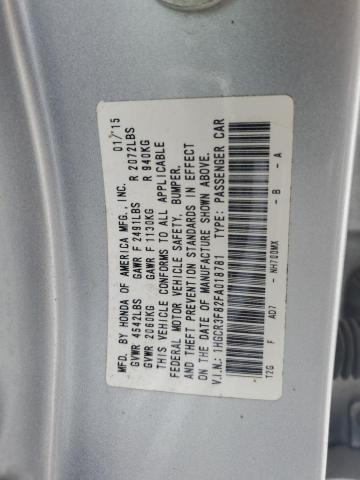 MFD. BY HONDA OF AMERICA MFG., INC. 01/15
GVWR 4542LBS GAWR F 2491LBS R 2072LBS
GVWR 2060KG GAWR F 1130KG R 940KG
THIS VEHICLE CONFORMS TO ALL APPLICABLE
FEDERAL MOTOR VEHICLE SAFETY, BUMPER,
AND THEFT PREVENTION STANDARDS IN EFFECT
ON THE DATE OF MANUFACTURE SHOWN ABOVE.
V.I.N.: 1HGCR3F82FA018781 TYPE: PASSENGER CAR
T2G F AD7 - NH700MX - B - A